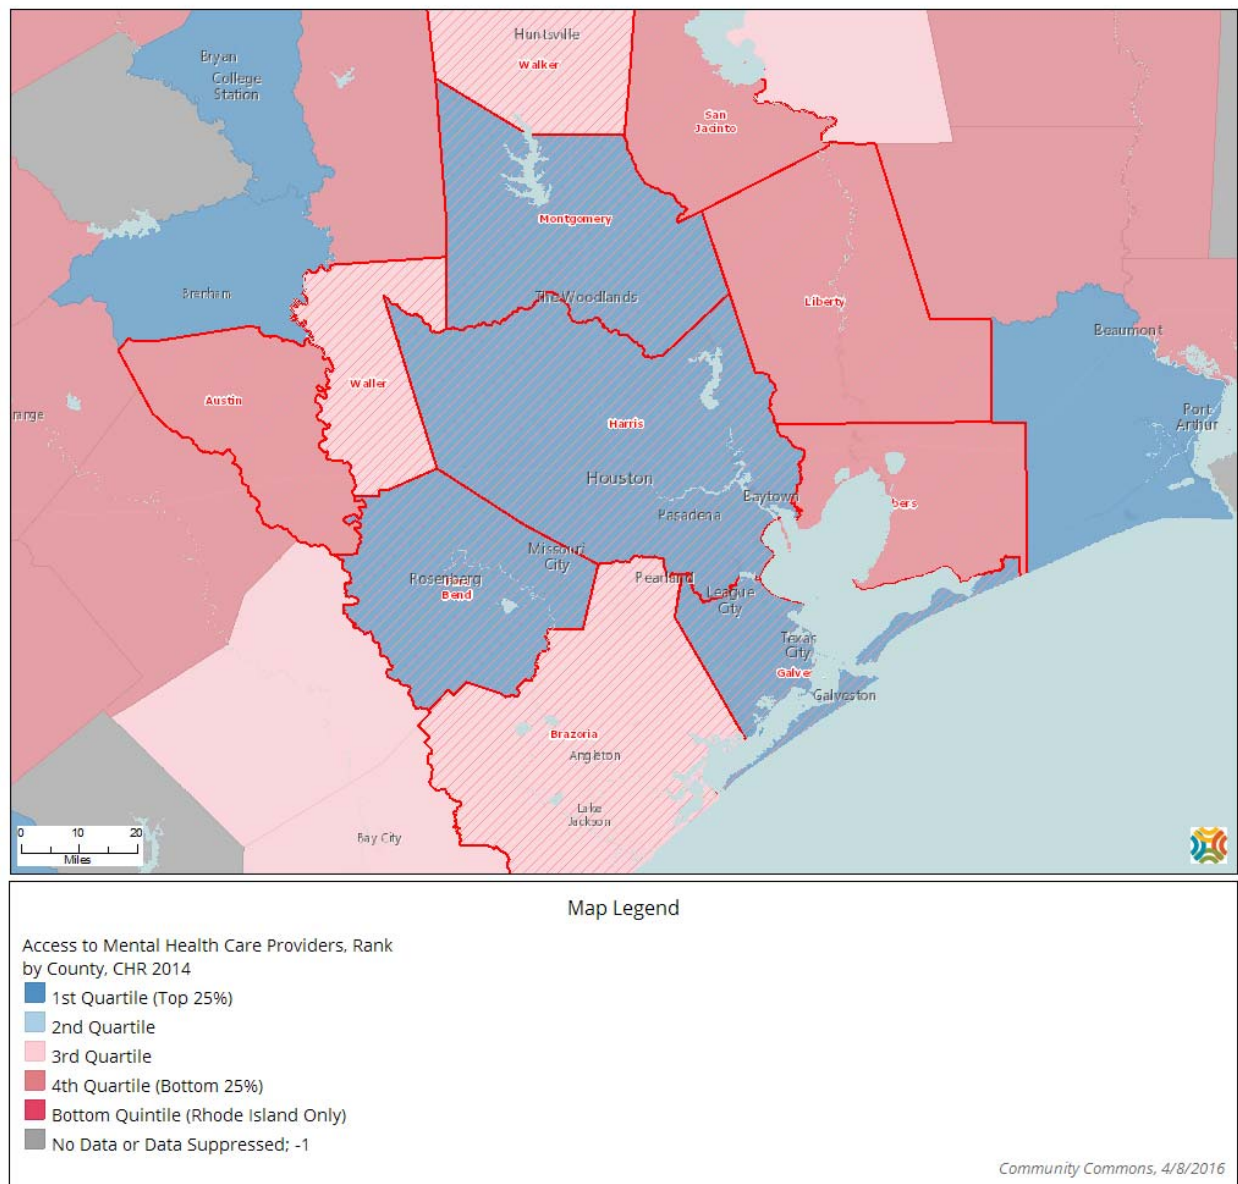 Huntsville
Walker
Bryan
College
Station
San
Jacinto
Montgomery
Brenham
The Woodlands
Liberty
Beaumont
Waller
Austin
Port
Arthur
range
Harris
Houston
Baytown
Pasadena
bers
Missouri
City
Rosenberg
Bend
Pearland
League
City
Texas
City
Galves
Galveston
Brazoria
Angleton
Lake
Jackson
Bay City
0 10 20
Miles
Map Legend
Access to Mental Health Care Providers, Rank
by County, CHR 2014
1st Quartile (Top 25%)
2nd Quartile
3rd Quartile
4th Quartile (Bottom 25%)
Bottom Quintile (Rhode Island Only)
No Data or Data Suppressed; -1
Community Commons, 4/8/2016